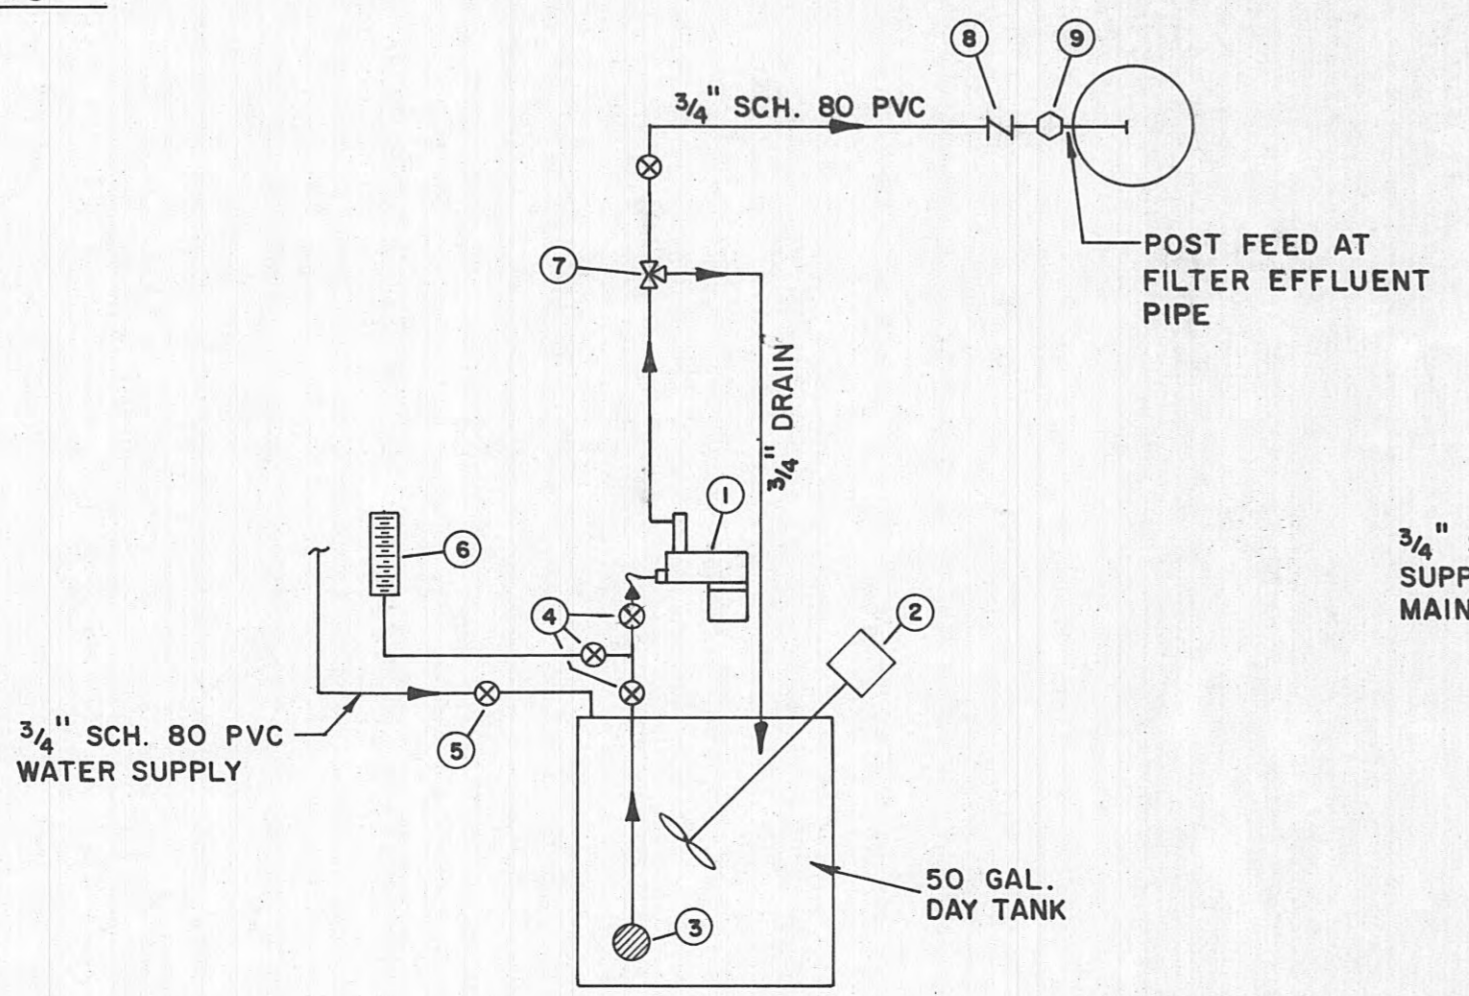 8
9
3/4" SCH. 80 PVC
7
POST FEED AT
FILTER EFFLUENT
PIPE
3/4" DRAIN
1
6
4
2
3/4"
SUPP
MAIN
3/4" SCH. 80 PVC
WATER SUPPLY
5
50 GAL.
DAY TANK
3